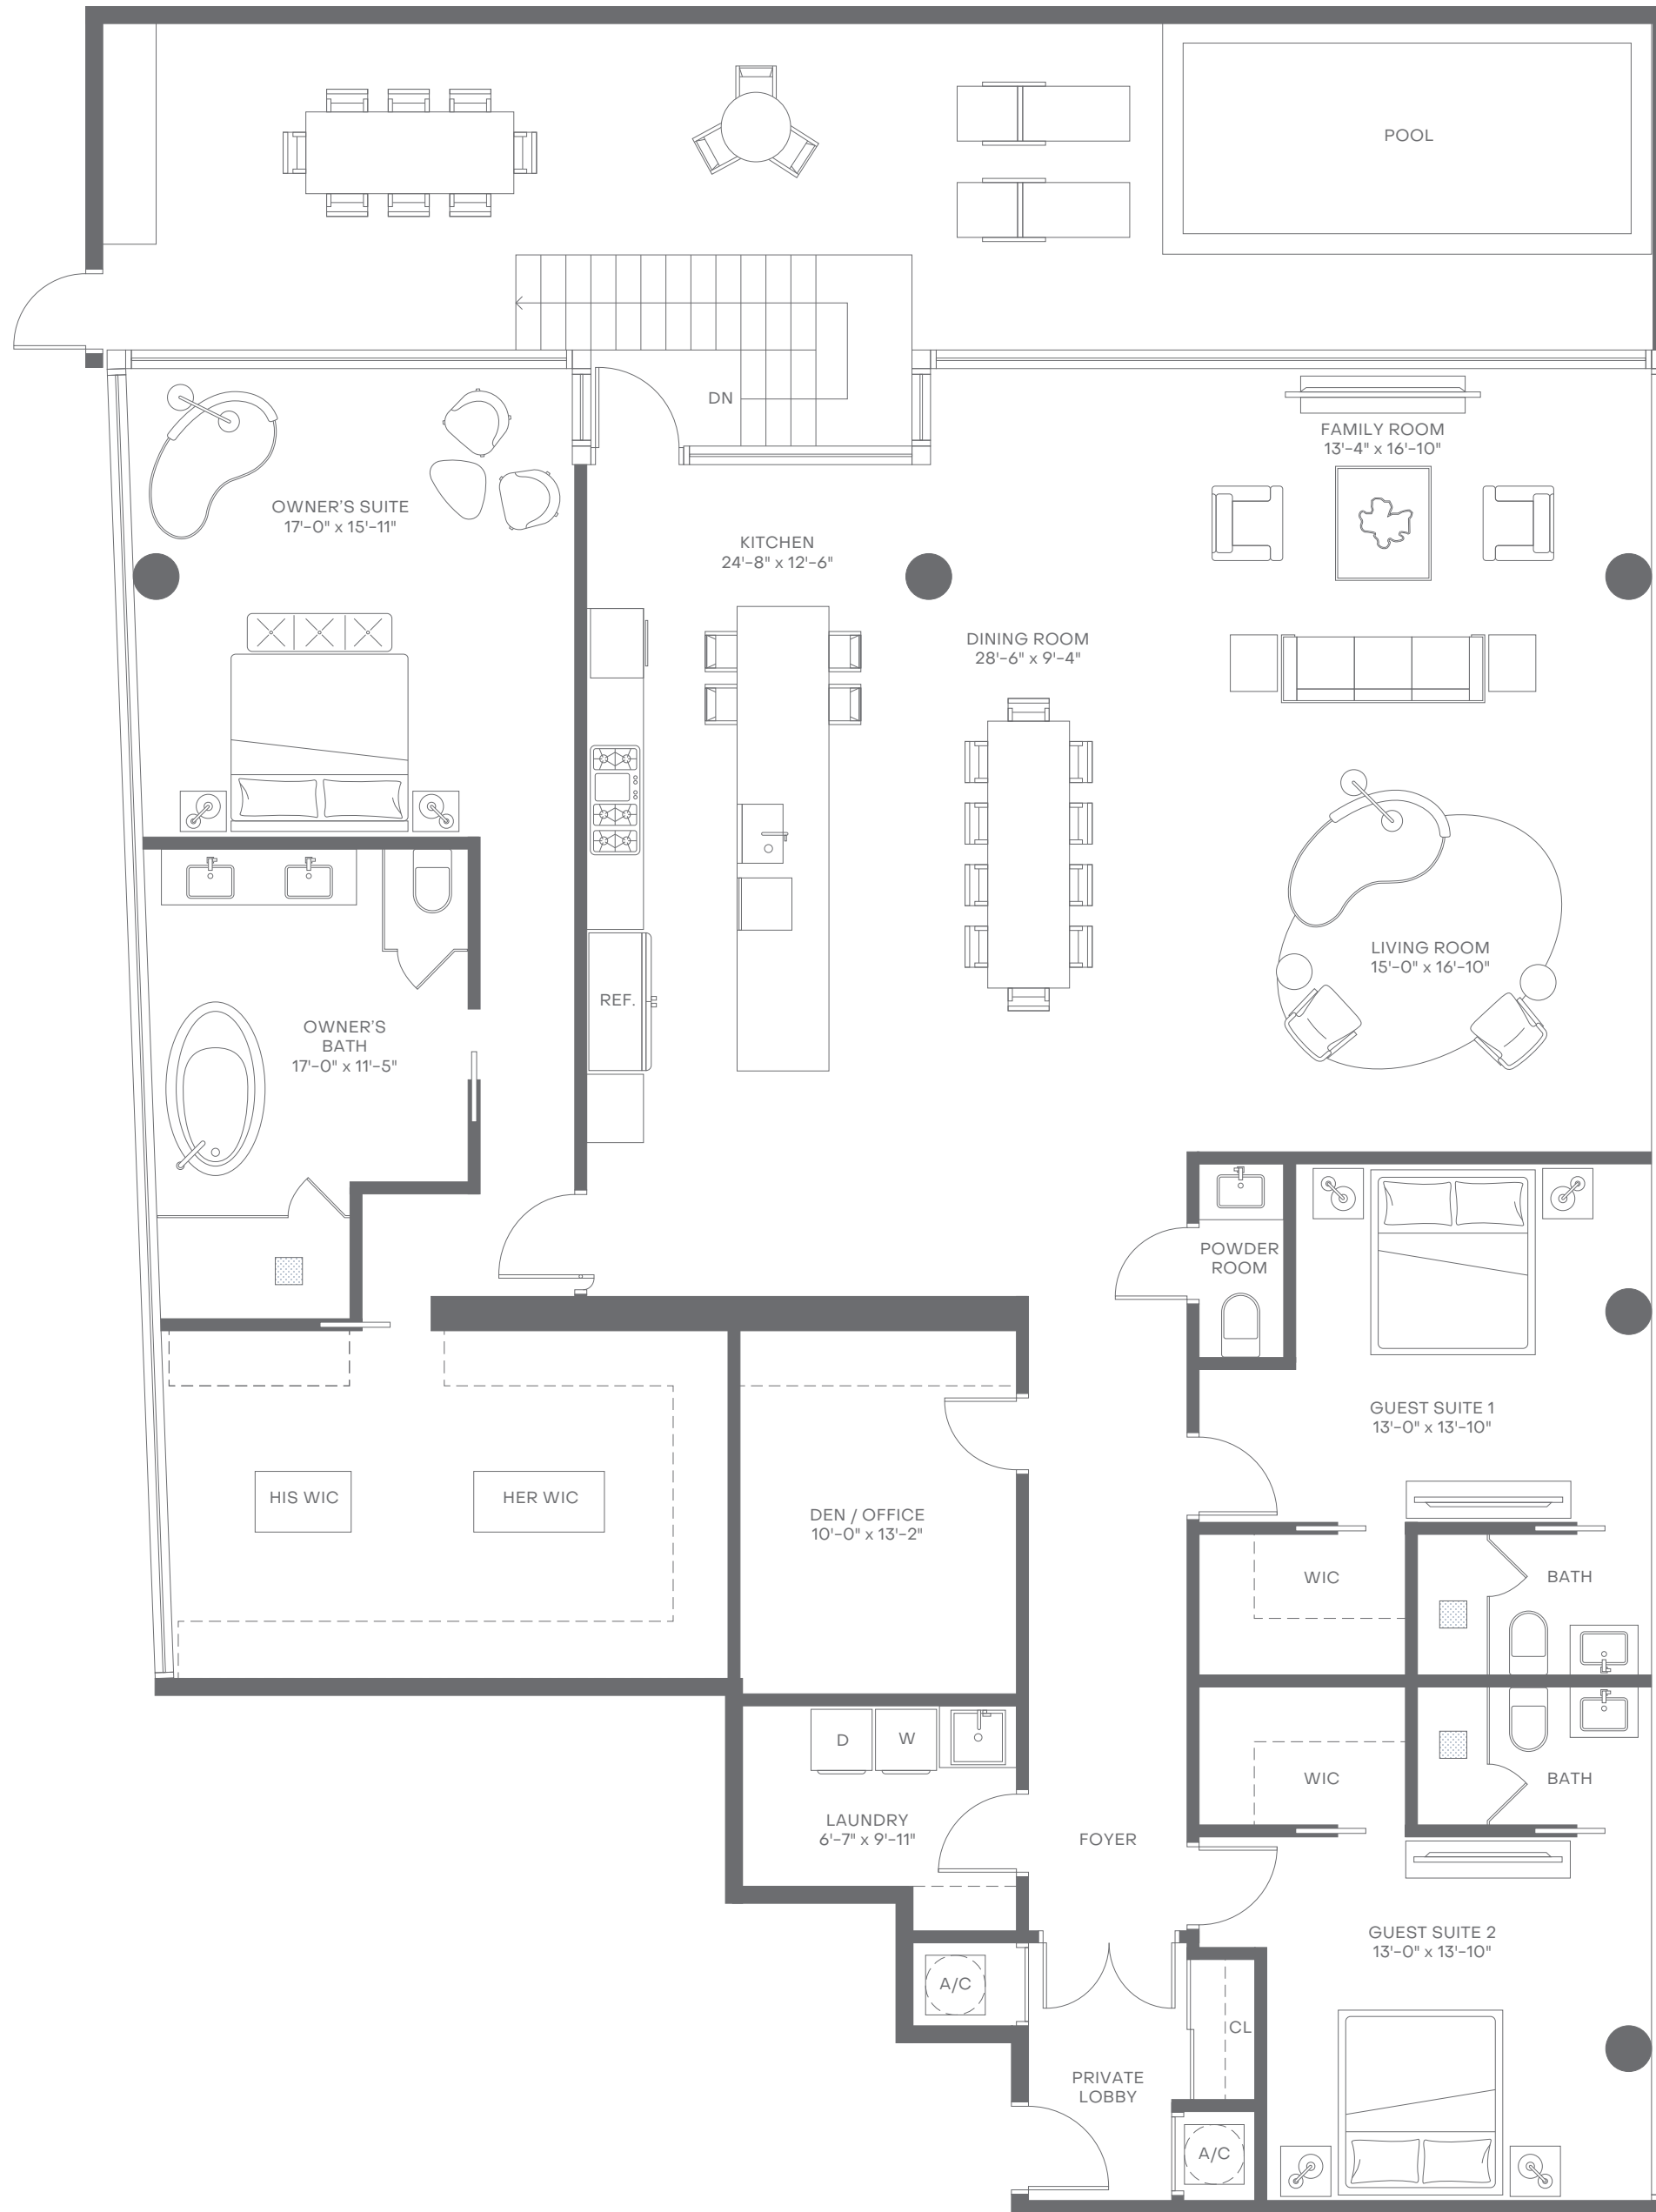 POOL
DN
FAMILY ROOM
13'-4" x 16'-10"
OWNER'S SUITE
17'-0" x 15'-11"
KITCHEN
24'-8" x 12'-6"
DINING ROOM
28'-6" x 9'-4"
LIVING ROOM
15'-0" x 16'-10"
REF.
OWNER'S
BATH
17'-0" x 11'-5"
POWDER
ROOM
GUEST SUITE 1
13'-0" x 13'-10"
HIS WIC
HER WIC
DEN / OFFICE
10'-0" x 13'-2"
WIC
BATH
D
W
WIC
BATH
LAUNDRY
6'-7" x 9'-11"
FOYER
GUEST SUITE 2
13'-0" x 13'-10"
A/C
CL
PRIVATE
LOBBY
A/C